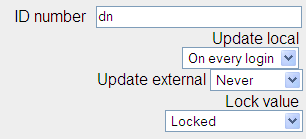 ID number dn
Update local
On every login
Update external Never
Lock value
Locked